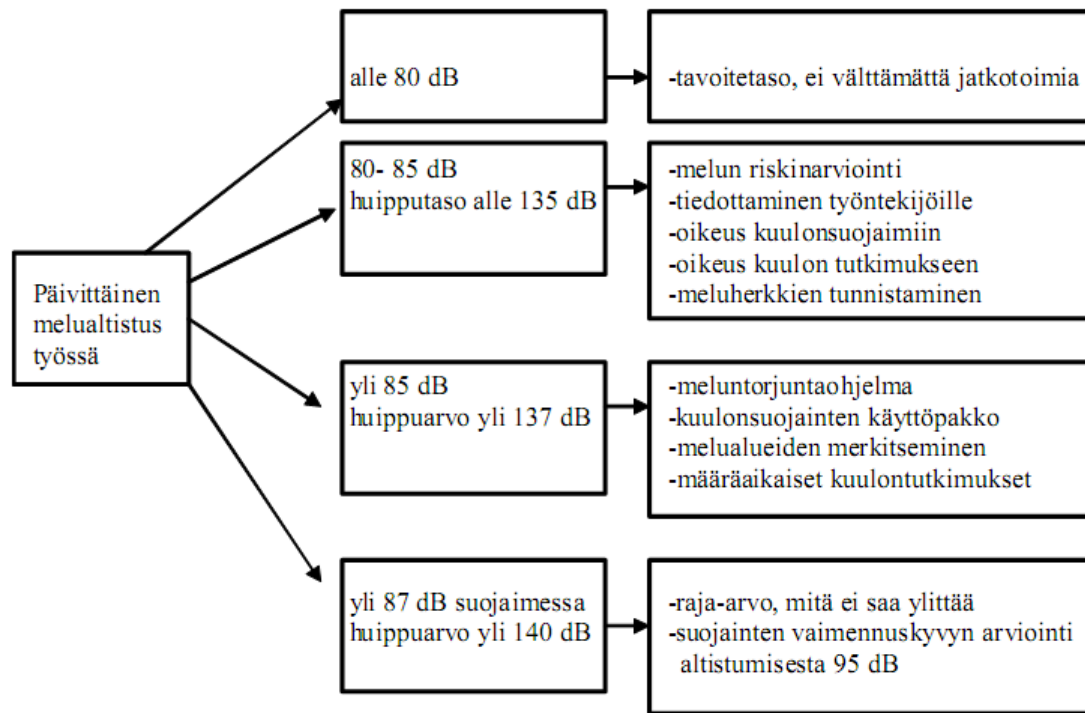 Päivittäinen
melualtistus
työssä
alle 80 dB
-tavoitetaso, ei välttämättä jatkotoimia
80- 85 dB
huipputaso alle 135 dB
-melun riskinarviointi
-tiedottaminen työntekijöille
-oikeus kuulonsuojaimiin
-oikeus kuulon tutkimukseen
-meluherkkien tunnistaminen
yli 85 dB
huippuarvo yli 137 dB
-meluntorjuntaohjelma
-kuulonsuojainten käyttöpakko
-melualueiden merkitseminen
-määräaikaiset kuulontutkimukset
yli 87 dB suojaimessa
huippuarvo yli 140 dB
-raja-arvo, mitä ei saa ylittää
-suojainten vaimennuskyvyn arviointi
altistumisesta 95 dB